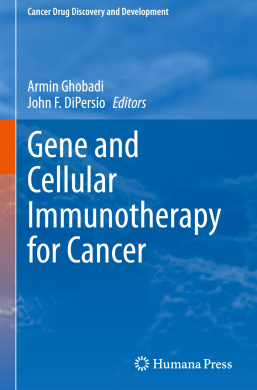 Cancer Drug Discovery and Development
Armin Ghobadi
John F. DiPersio Editors
Gene and
Cellular
Immunotherapy
for Cancer
Humana Press